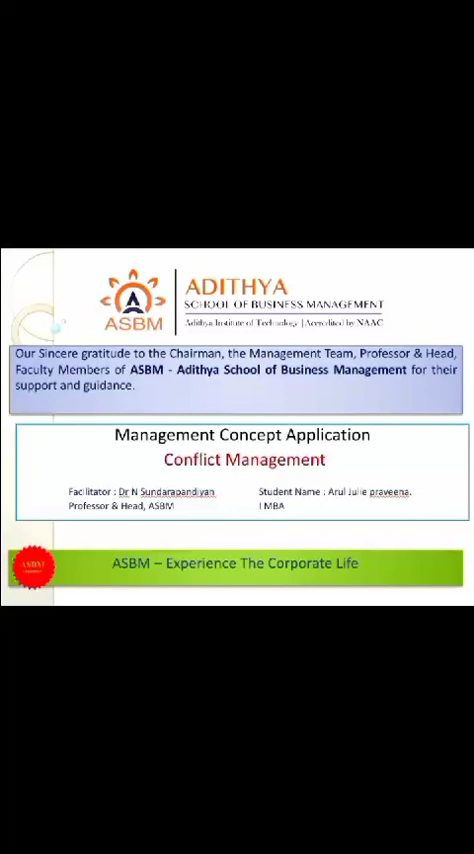 ADITHYA
SCHOOL OF BUSINESS MANAGEMENT
ASBM
Adithya Institute of Technology | Accredited by NAAC
Our Sincere gratitude to the Chairman, the Management Team, Professor & Head,
Faculty Members of ASBM - Adithya School of Business Management for their
support and guidance.
Management Concept Application
Conflict Management
Facilitator : Dr N Sundarapandiyan
Professor & Head, ASBM
Student Name : Arul Julie praveena.
I MBA
ASBM
ASBM – Experience The Corporate Life